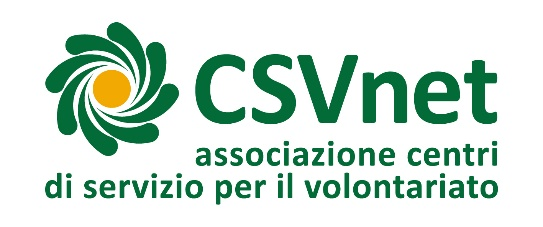 CSVnet
associazione centri
di servizio per il volontariato